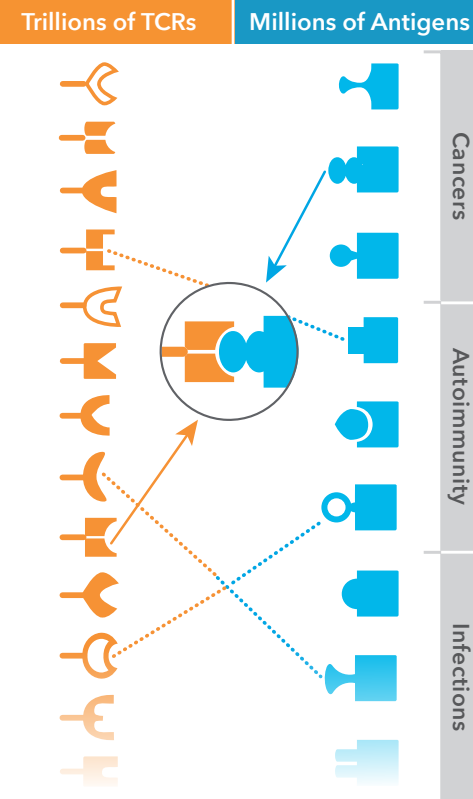 Trillions of TCRs
Millions of Antigens
Cancers
Autoimmunity
Infections